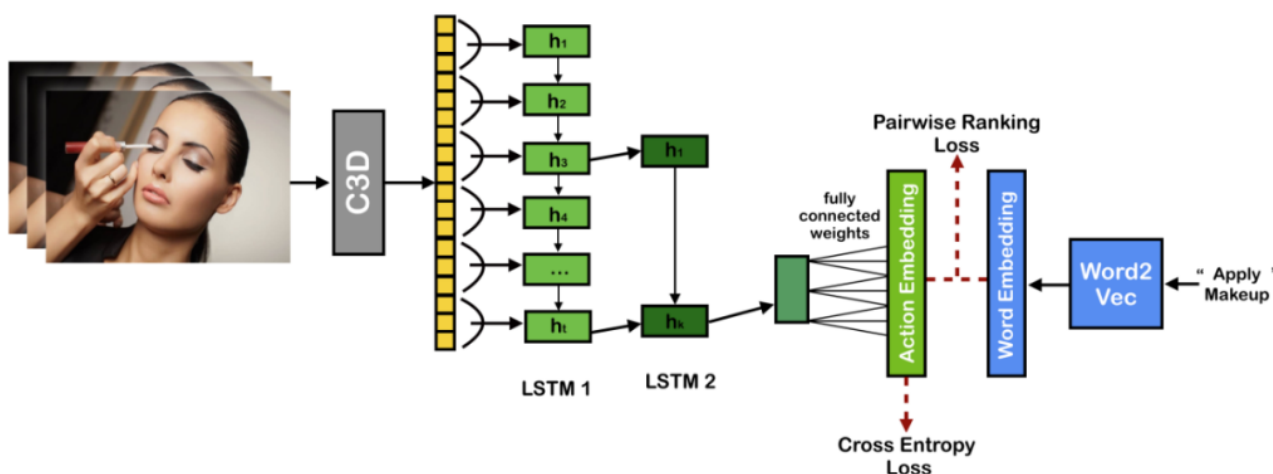 C3D
h₁
h₂
h₃
h₄
...
hₜ
LSTM 1
h₁
hₖ
LSTM 2
fully
connected
weights
Action Embedding
Pairwise Ranking
Loss
Cross Entropy
Loss
Word Embedding
Word2
Vec
“ Apply ”
Makeup